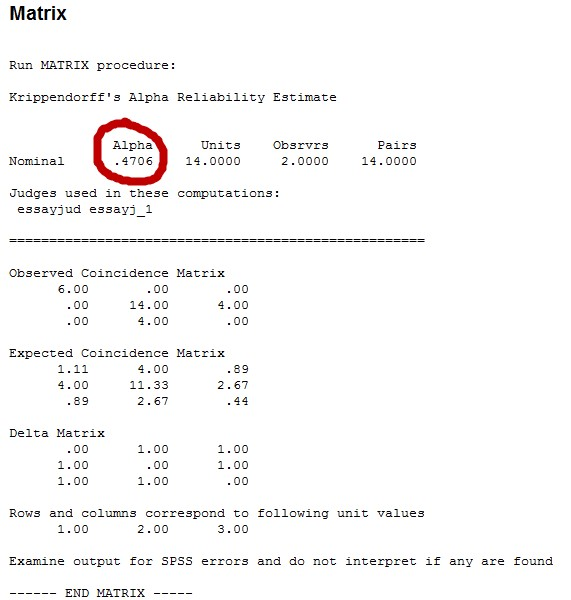 Matrix
Run MATRIX procedure:
Krippendorff's Alpha Reliability Estimate
Alpha Units Obsrvrs Pairs
Nominal .4706 14.0000 2.0000 14.0000
Judges used in these computations:
essayjud essayj_1
====================================================
Observed Coincidence Matrix
6.00 .00 .00
.00 14.00 4.00
.00 4.00 .00
Expected Coincidence Matrix
1.11 4.00 .89
4.00 11.33 2.67
.89 2.67 .44
Delta Matrix
.00 1.00 1.00
1.00 .00 1.00
1.00 1.00 .00
Rows and columns correspond to following unit values
1.00 2.00 3.00
Examine output for SPSS errors and do not interpret if any are found
------ END MATRIX -----